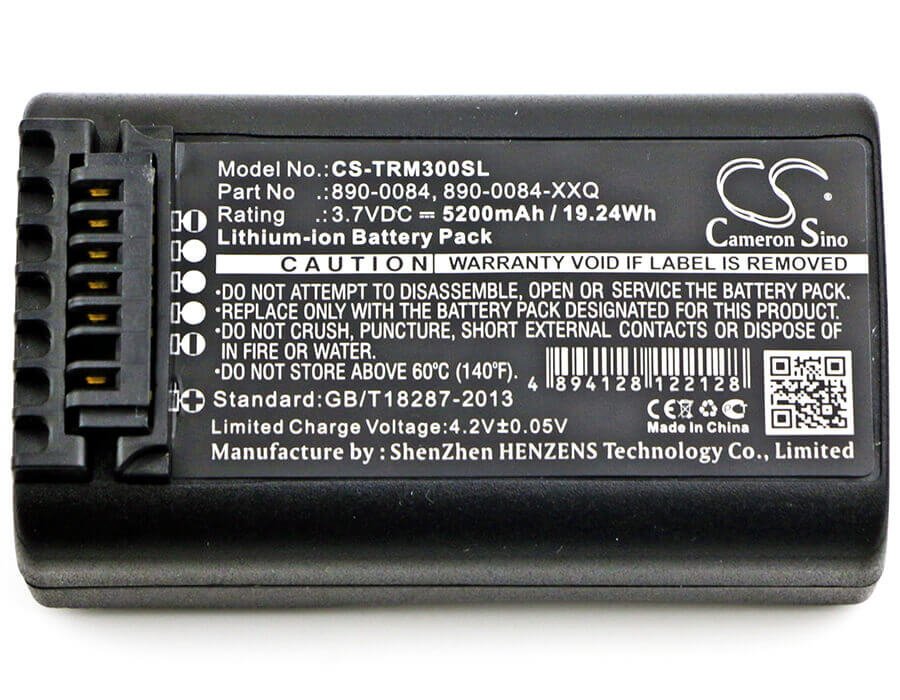 Model No.: CS-TRM300SL
Part No .: 890-0084, 890-0084-XXQ
Rating .: 3.7VDC ⎓ 5200mAh / 19.24Wh
Lithium-ion Battery Pack
CS
Cameron Sino
CAUTION WARRANTY VOID IF LABEL IS REMOVED
•DO NOT ATTEMPT TO DISASSEMBLE, OPEN OR SERVICE THE BATTERY PACK.
•REPLACE ONLY WITH THE BATTERY PACK DESIGNATED FOR THIS PRODUCT.
•DO NOT CRUSH, PUNCTURE, SHORT EXTERNAL CONTACTS OR DISPOSE OF
IN FIRE OR WATER.
•DO NOT STORE ABOVE 60°C (140°F).
4 894128 122128
Standard:GB/T18287-2013
CE
Made In China
Limited Charge Voltage:4.2V±0.05V
Manufacture by : ShenZhen HENZENS Technology Co., Limited